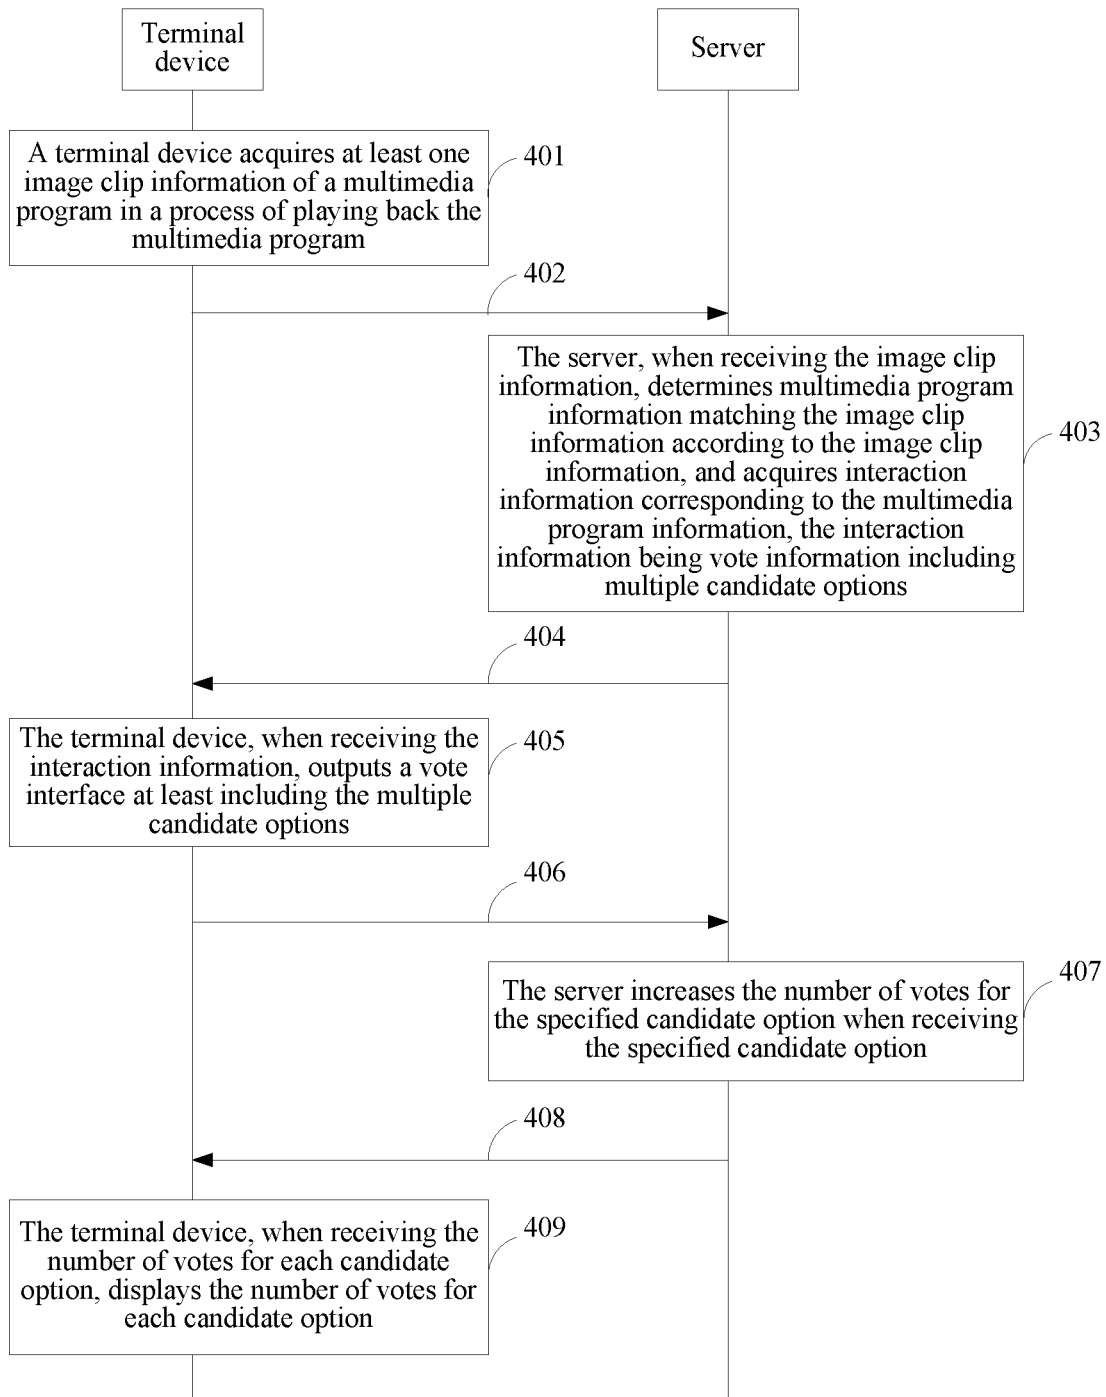 Terminal
device
Server
A terminal device acquires at least one
image clip information of a multimedia
program in a process of playing back the
multimedia program
401
402
The server, when receiving the image clip
information, determines multimedia program
information matching the image clip
information according to the image clip
information, and acquires interaction
information corresponding to the multimedia
program information, the interaction
information being vote information including
multiple candidate options
403
404
The terminal device, when receiving the
interaction information, outputs a vote
interface at least including the multiple
candidate options
405
406
The server increases the number of votes for
the specified candidate option when receiving
the specified candidate option
407
408
The terminal device, when receiving the
number of votes for each candidate
option, displays the number of votes for
each candidate option
409